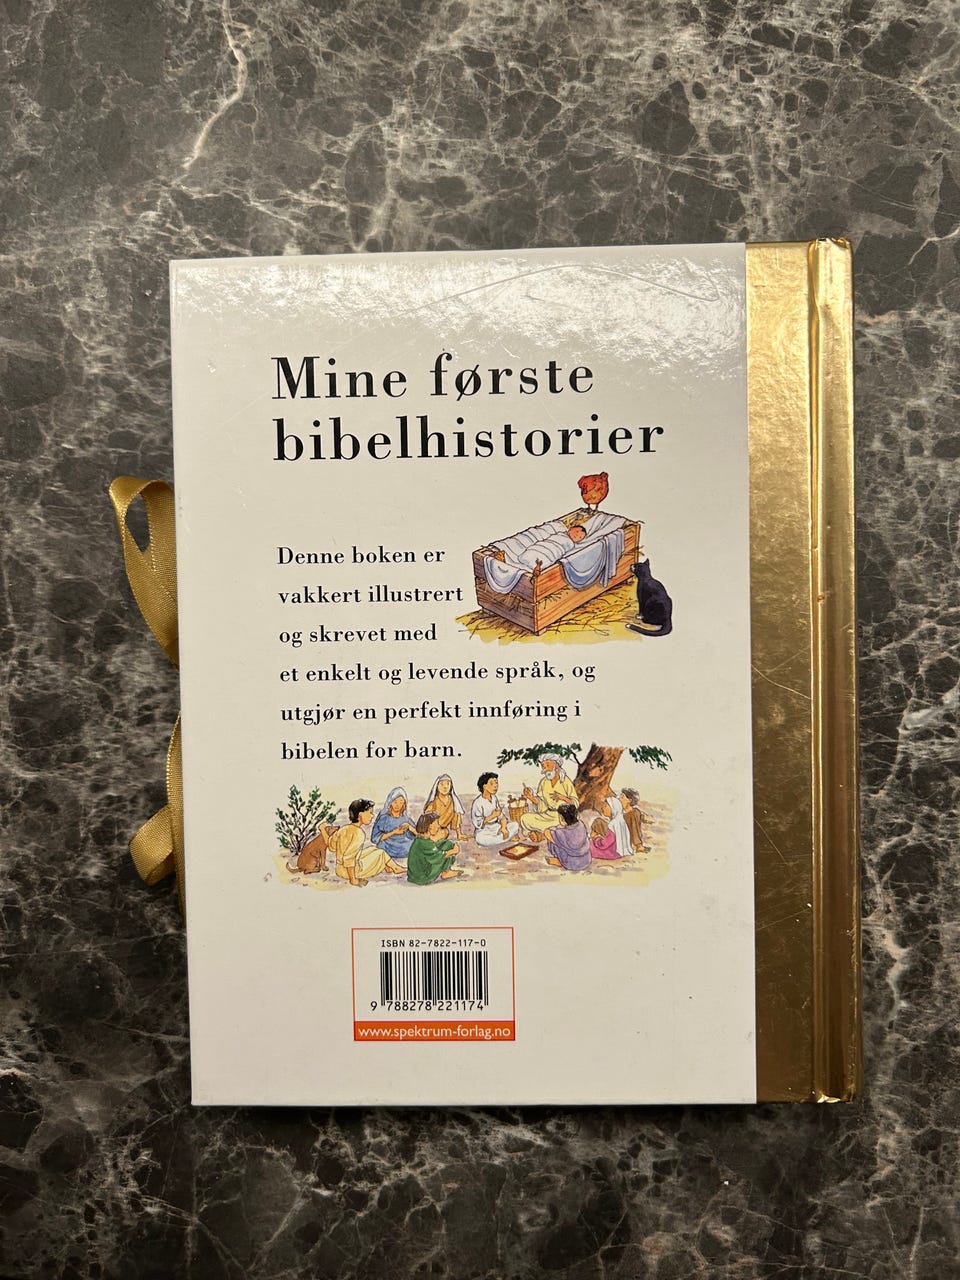 Mine første
bibelhistorier
Denne boken er
vakkert illustrert
og skrevet med
et enkelt og levende språk, og
utgjør en perfekt innføring i
bibelen for barn.
ISBN 82-7822-117-0
9 788278 221174
www.spektrum-forlag.no